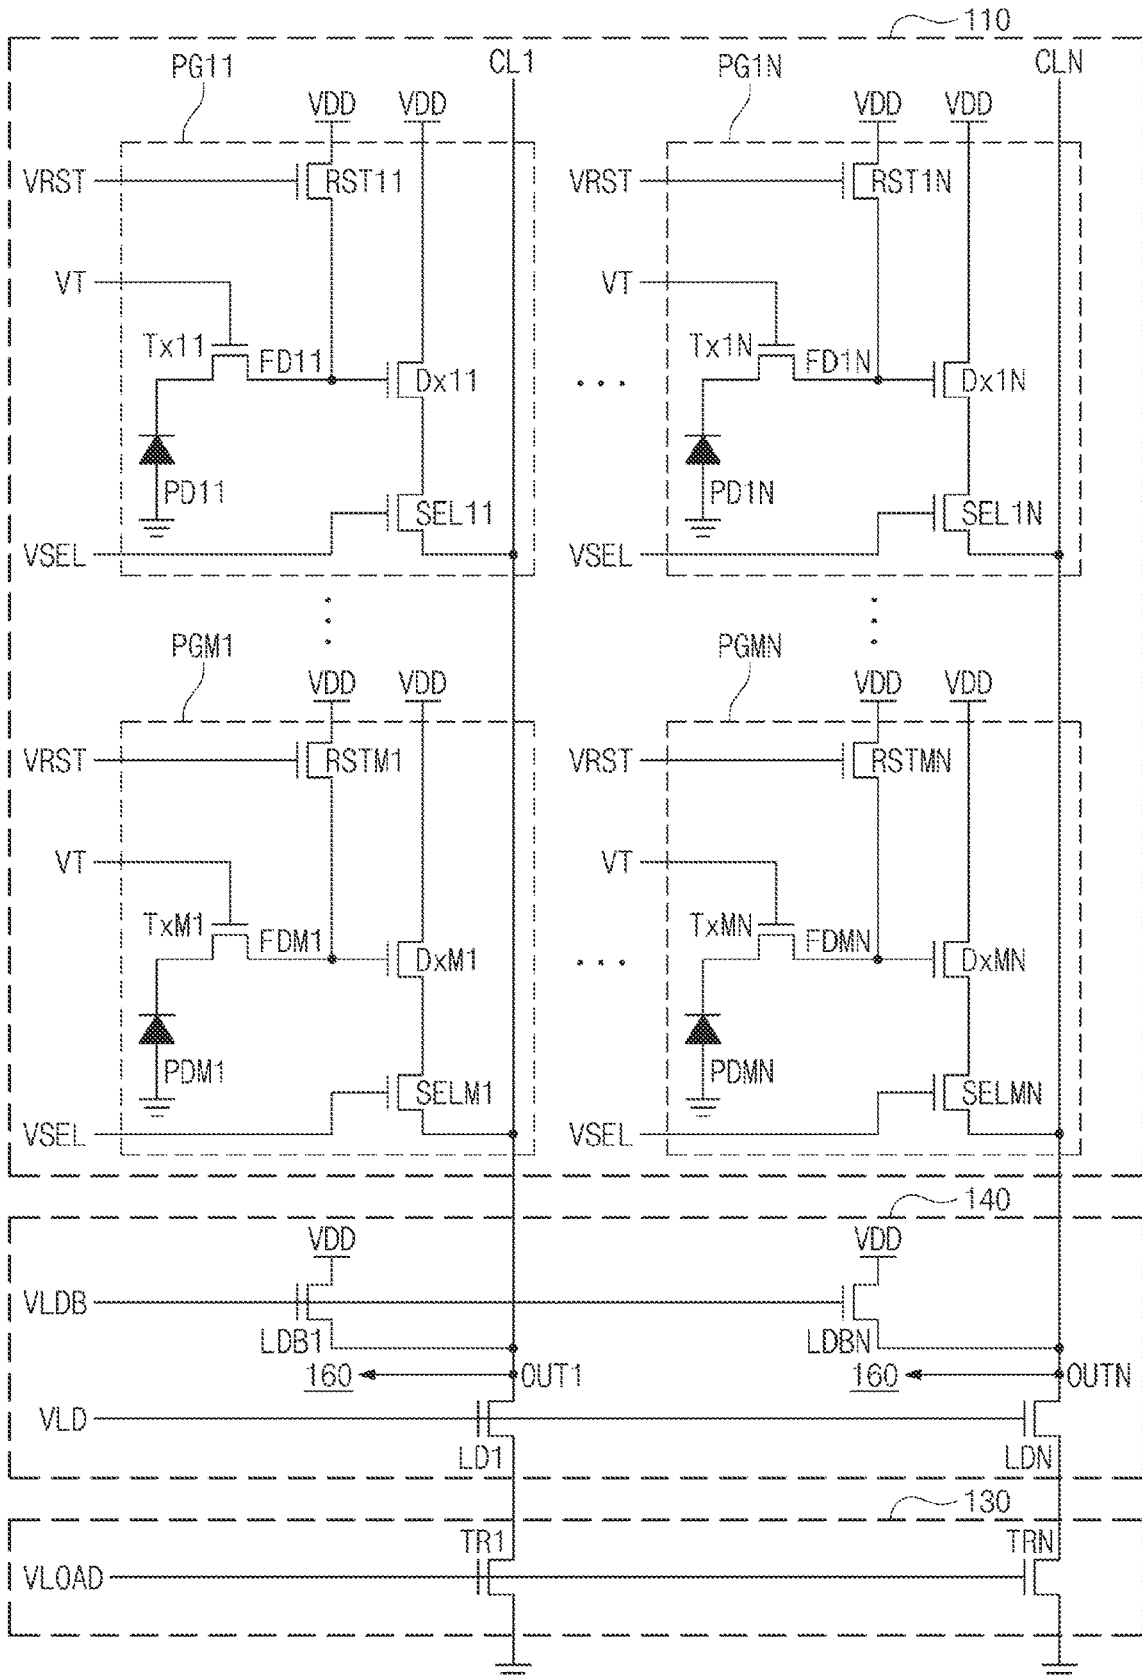 110
PG11 CL1 PG1N CLN
VDD VDD VDD VDD
VRST RST11 VRST RST1N
VT VT
Tx11 FD11 Dx11 Tx1N FD1N Dx1N
...
PD11 SEL11 PD1N SEL1N
VSEL VSEL
PGM1 PGMN
VDD VDD VDD VDD
VRST RSTM1 VRST RSTMN
VT VT
TxM1 FDM1 DxM1 TxMN FDMN DxMN
...
PDM1 SELM1 PDMN SELMN
VSEL VSEL
140
VDD VDD
VLDB
LDB1 LDBN
160 OUT1 160 OUTN
VLD
LD1 LDN
130
TR1 TRN
VLOAD